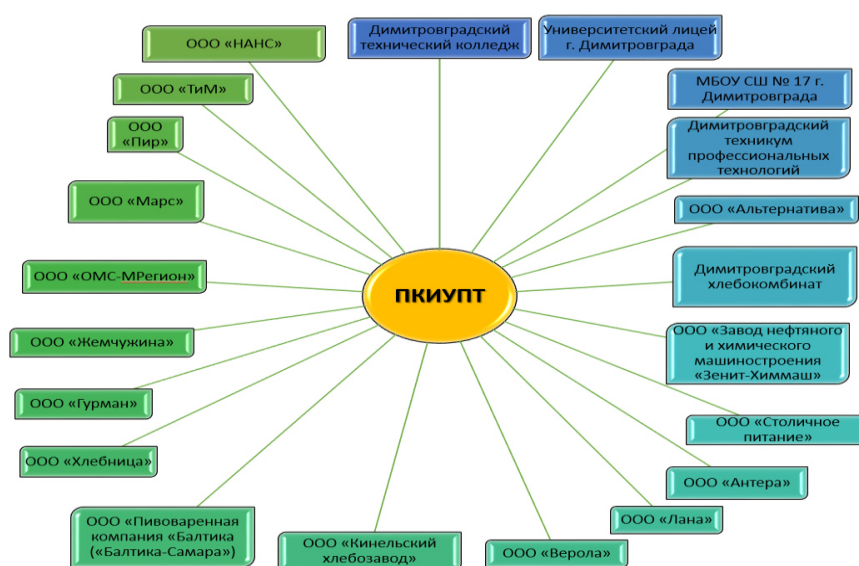 ООО «НАНС»
Димитровградский
технический колледж
Университетский лицей
г. Димитровграда
ООО «ТиМ»
МБОУ СШ № 17 г.
Димитровграда
ООО
«Пир»
Димитровградский
техникум
профессиональных
технологий
ООО «Марс»
ООО «Альтернатива»
ООО «ОМС-МРегион»
ПКИУПТ
Димитровградский
хлебокомбинат
ООО «Жемчужина»
ООО «Завод нефтяного
и химического
машиностроения
«Зенит-Химмаш»
ООО «Гурман»
ООО «Столичное
питание»
ООО «Хлебница»
ООО «Антера»
ООО «Пивоваренная
компания «Балтика
(«Балтика-Самара»)
ООО «Кинельский
хлебозавод»
ООО «Верола»
ООО «Лана»